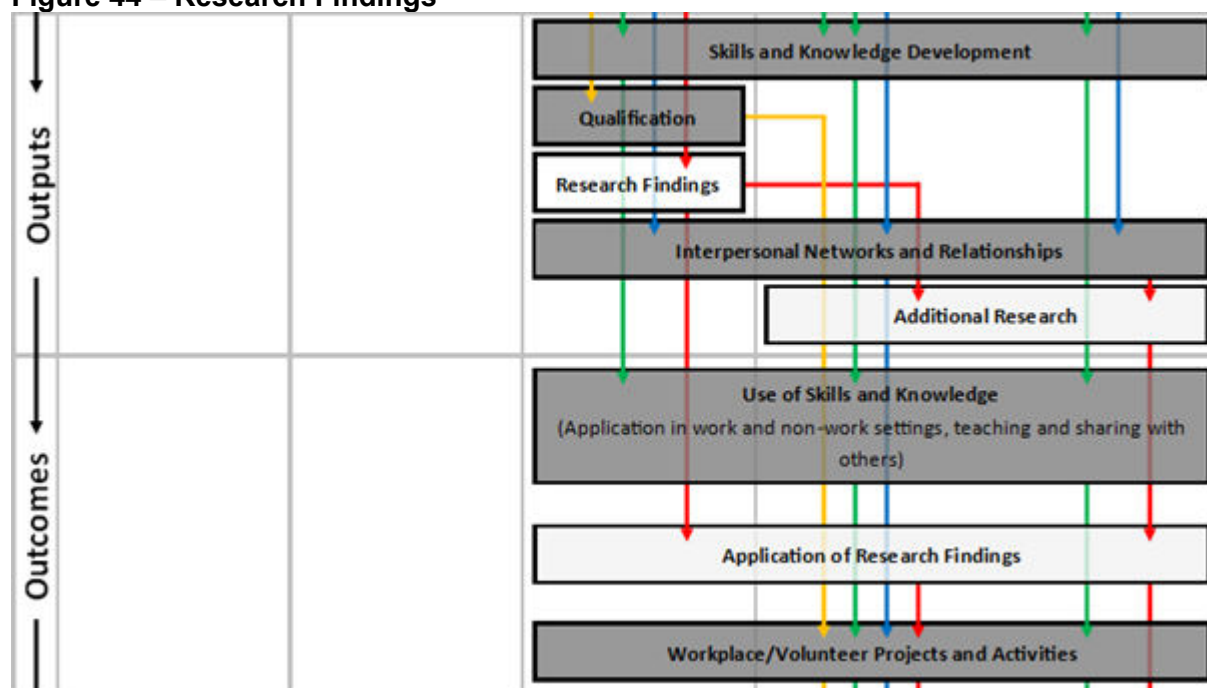 Figure 44 – Research Findings
Skills and Knowledge Development
Qualification
Outputs
Research Findings
Interpersonal Networks and Relationships
Additional Research
Use of Skills and Knowledge
(Application in work and non-work settings, teaching and sharing with
others)
Outcomes
Application of Research Findings
Workplace/Volunteer Projects and Activities